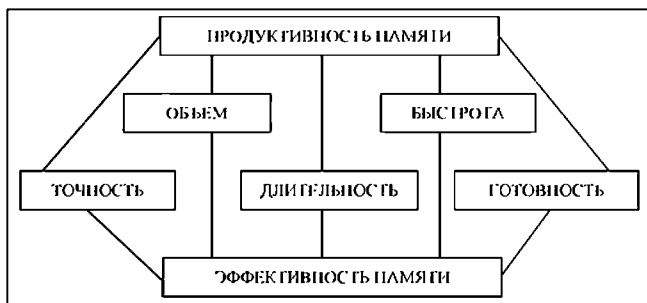 ПРОДУКТИВНОСТЬ ПАМЯТИ
ОБЪЕМ
БЫСТРОТА
ТОЧНОСТЬ
ДЛИТЕЛЬНОСТЬ
ГОТОВНОСТЬ
ЭФФЕКТИВНОСТЬ ПАМЯТИ